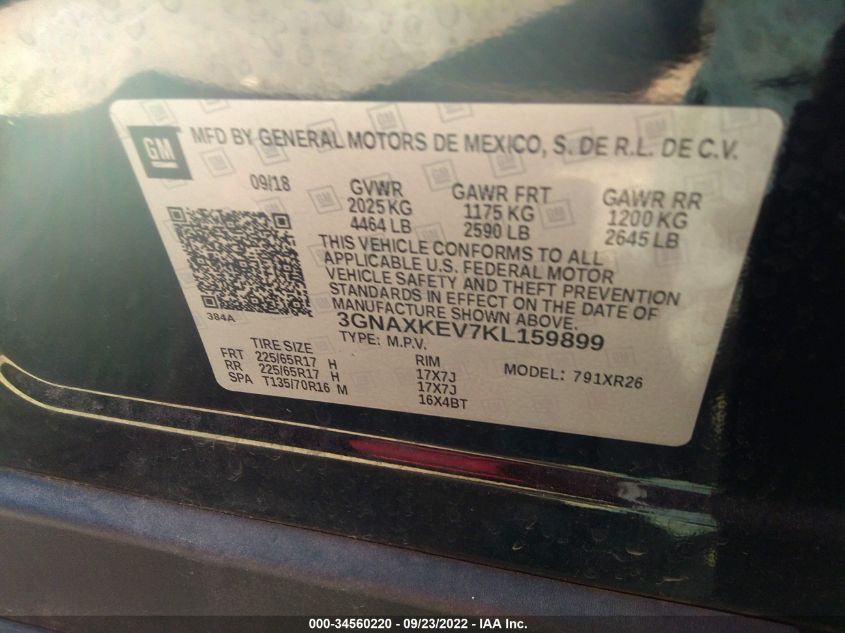 GM
MFD BY GENERAL MOTORS DE MEXICO, S. DE R.L. DE C.V.
09/18
GVWR
2025 KG
4464 LB
GAWR FRT
1175 KG
2590 LB
GAWR RR
1200 KG
2645 LB
THIS VEHICLE CONFORMS TO ALL
APPLICABLE U.S. FEDERAL MOTOR
VEHICLE SAFETY AND THEFT PREVENTION
STANDARDS IN EFFECT ON THE DATE OF
MANUFACTURE SHOWN ABOVE.
384A
3GNAXKEV7KL159899
TYPE: M.P.V.
MODEL: 791XR26
TIRE SIZE RIM
FRT 225/65R17 H 17X7J
RR 225/65R17 H 17X7J
SPA T135/70R16 M 16X4BT
000-34560220 - 09/23/2022 - IAA Inc.